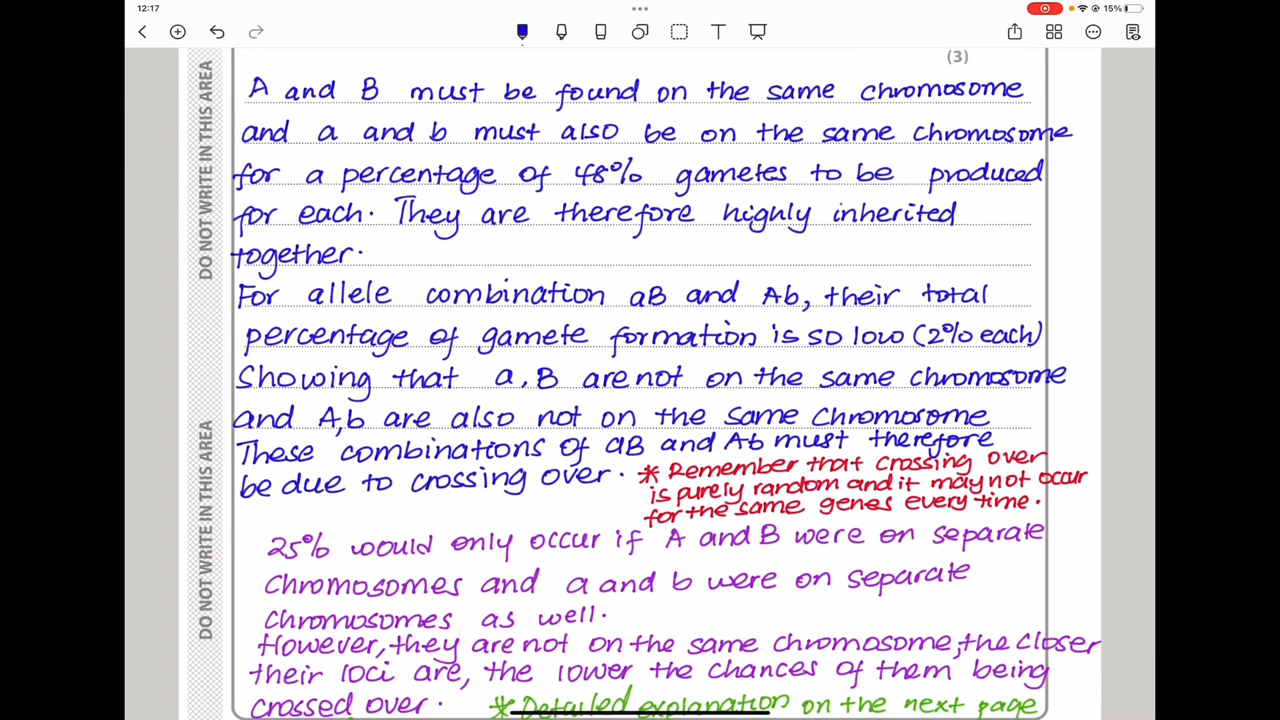 12:17
15%
(3)
DO NOT WRITE IN THIS AREA
DO NOT WRITE IN THIS AREA
A and B must be found on the same chromosome
and a and b must also be on the same chromosome
for a percentage of 48% gametes to be produced
for each. They are therefore highly inherited
together.
For allele combination aB and Ab, their total
percentage of gamete formation is so low (2% each)
Showing that a, B are not on the same chromosome
and A,b are also not on the same chromosome
These combinations of aB and Ab must therefore
be due to crossing over. * Remember that crossing over
is purely random and it may not occur
for the same genes every time.
25% would only occur if A and B were on separate
chromosomes and a and b were on separate
chromosomes as well.
However, they are not on the same chromosome, the closer
their loci are, the lower the chances of them being
crossed over. * Detailed explanation on the next page